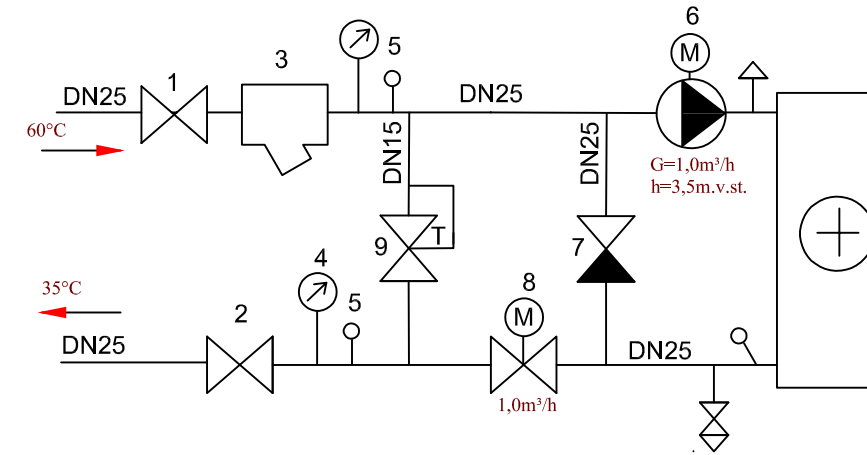 6
M
5
3
1
DN25
DN25
60°C
DN15
DN25
G=1,0m³/h
h=3,5m.v.st.
9
T
7
4
35°C
8
5
2
M
DN25
DN25
1,0m³/h